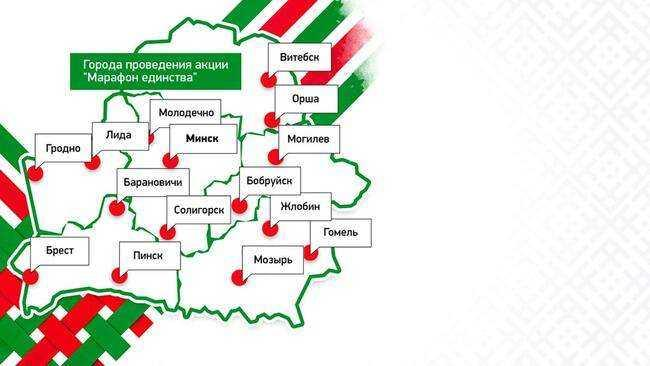 Города проведения акции
"Марафон единства"
Витебск
Орша
Молодечно
Лида
Минск
Могилев
Гродно
Барановичи
Бобруйск
Солигорск
Жлобин
Гомель
Брест
Пинск
Мозырь